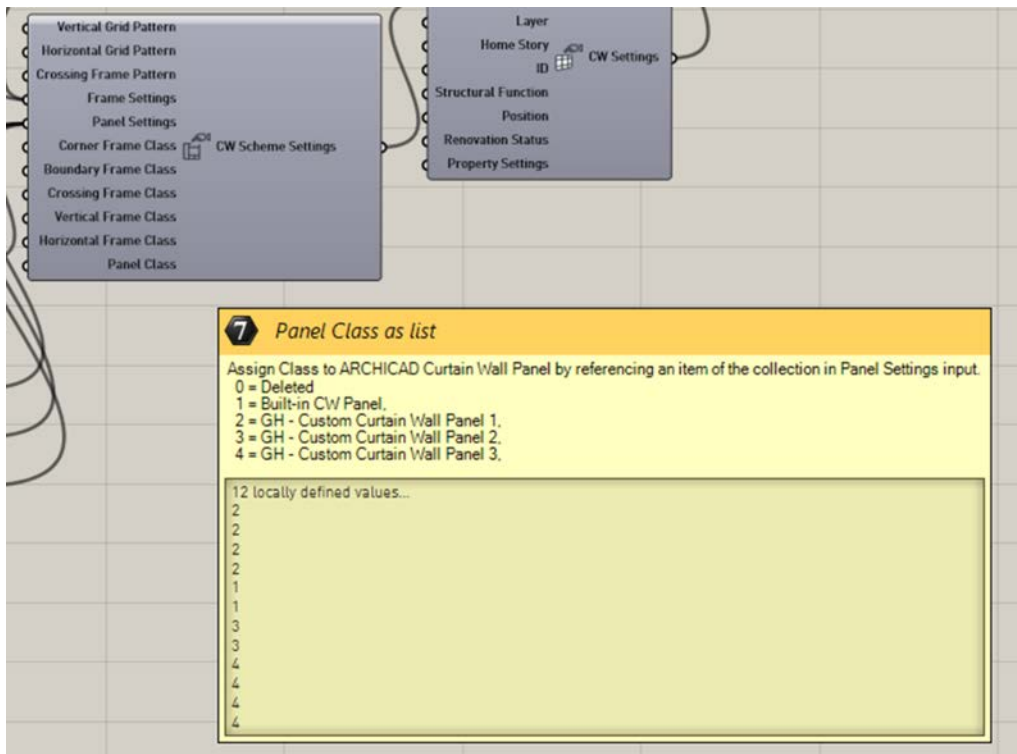 Vertical Grid Pattern
Horizontal Grid Pattern
Crossing Frame Pattern
Frame Settings
Panel Settings
Corner Frame Class
Boundary Frame Class
Crossing Frame Class
Vertical Frame Class
Horizontal Frame Class
Panel Class
CW Scheme Settings
Layer
Home Story
ID
Structural Function
Position
Renovation Status
Property Settings
CW Settings
7 Panel Class as list
Assign Class to ARCHICAD Curtain Wall Panel by referencing an item of the collection in Panel Settings input.
0 = Deleted
1 = Built-in CW Panel,
2 = GH - Custom Curtain Wall Panel 1,
3 = GH - Custom Curtain Wall Panel 2,
4 = GH - Custom Curtain Wall Panel 3,
12 locally defined values...
2
2
2
2
1
1
3
3
4
4
4
4